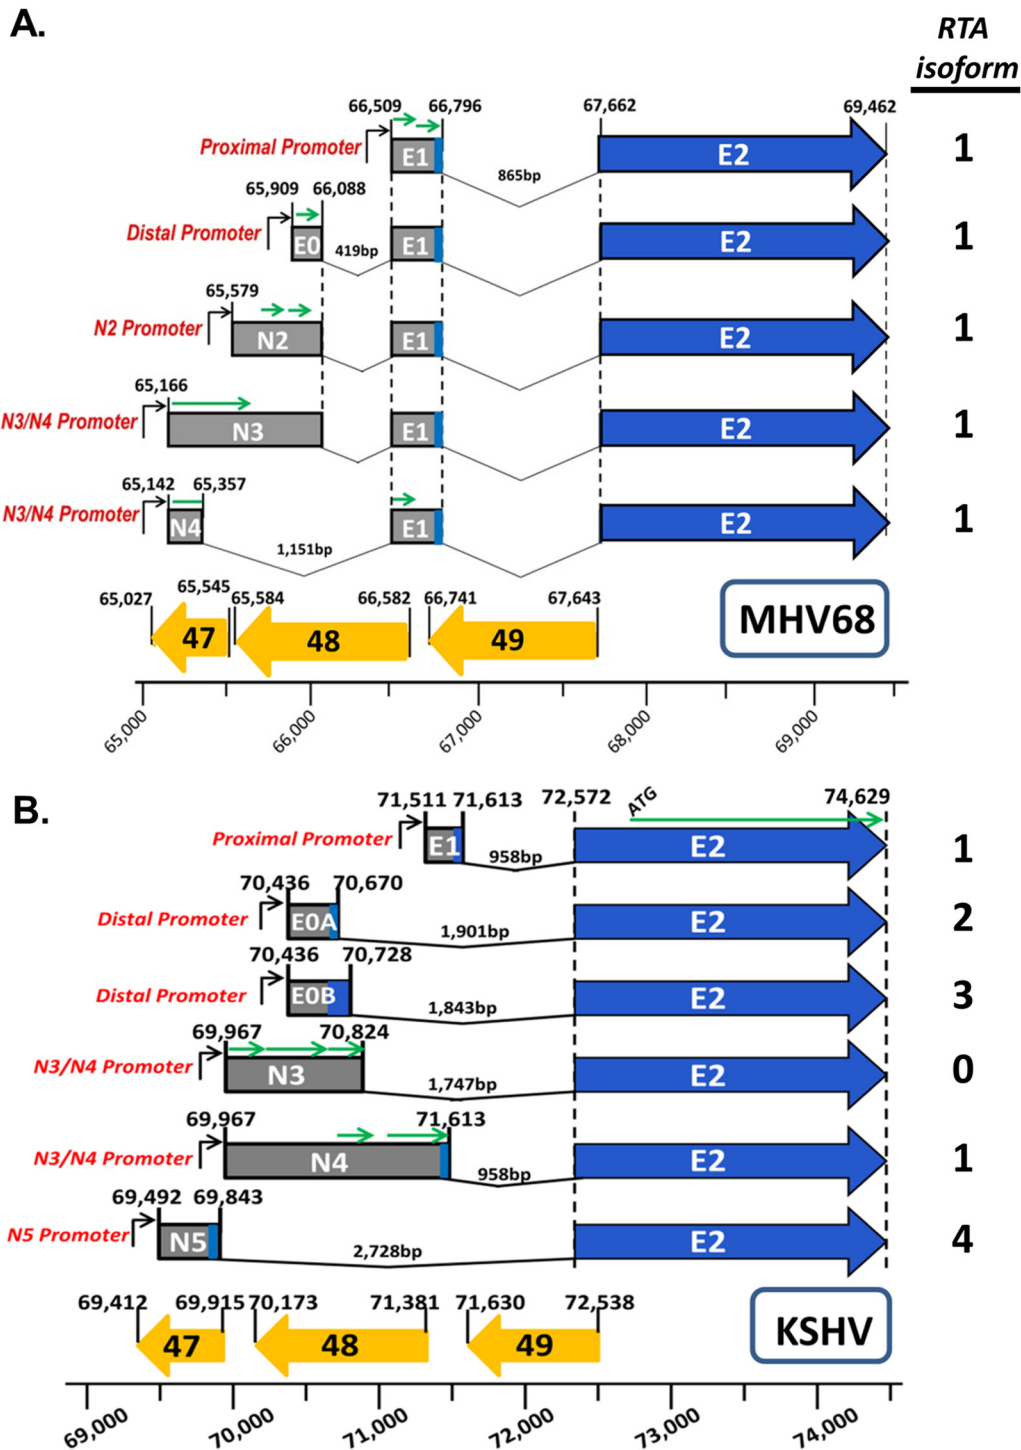 A.
RTA
isoform
66,509 66,796 67,662 69,462
Proximal Promoter E1 865bp E2 1
65,909 66,088
Distal Promoter E0 419bp E1 E2 1
65,579
N2 Promoter N2 E1 E2 1
65,166
N3/N4 Promoter N3 E1 E2 1
65,142 65,357
N3/N4 Promoter N4 1,151bp E1 E2 1
65,027 65,545 65,584 66,582 66,741 67,643
47 48 49 MHV68
65,000 66,000 67,000 68,000 69,000
B.
71,511 71,613 72,572 ATG 74,629
Proximal Promoter E1 958bp E2 1
70,436 70,670
Distal Promoter E0A 1,901bp E2 2
70,436 70,728
Distal Promoter E0B 1,843bp E2 3
69,967 70,824
N3/N4 Promoter N3 1,747bp E2 0
69,967 71,613
N3/N4 Promoter N4 958bp E2 1
69,492 69,843
N5 Promoter N5 2,728bp E2 4
69,412 69,915 70,173 71,381 71,630 72,538
47 48 49 KSHV
69,000 70,000 71,000 72,000 73,000 74,000